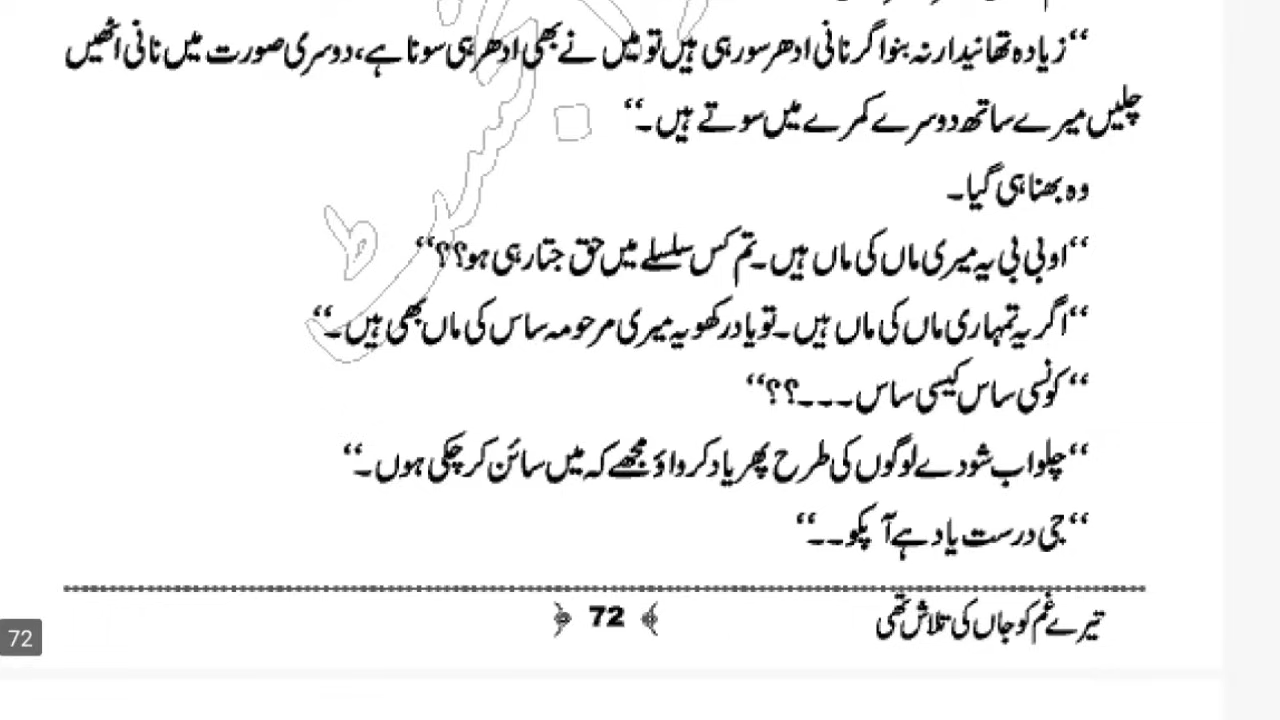 ‘‘زیادہ تھانیدار نہ بنو اگر نانی ادھر سو رہی ہیں تو میں نے بھی ادھر ہی سونا ہے، دوسری صورت میں نانی اٹھیں
چلیں میرے ساتھ دوسرے کمرے میں سوتے ہیں۔‘‘
وہ بھنا ہی گیا۔
‘‘او بی بی یہ میری ماں کی ماں ہیں۔ تم کس سلسلے میں حق جتا رہی ہو؟؟‘‘
‘‘اگر یہ تمہاری ماں کی ماں ہیں۔ تو یاد رکھو یہ میری مرحومہ ساس کی ماں بھی ہیں۔‘‘
‘‘کونسی ساس کیسی ساس۔۔۔۔؟؟‘‘
‘‘چلو اب شودے لوگوں کی طرح پھر یاد کرواؤ مجھے کہ میں سائن کر چکی ہوں۔‘‘
‘‘جی درست یاد ہے آپکو۔۔‘‘
تیرے غم کو جاں کی تلاش تھی
72
72